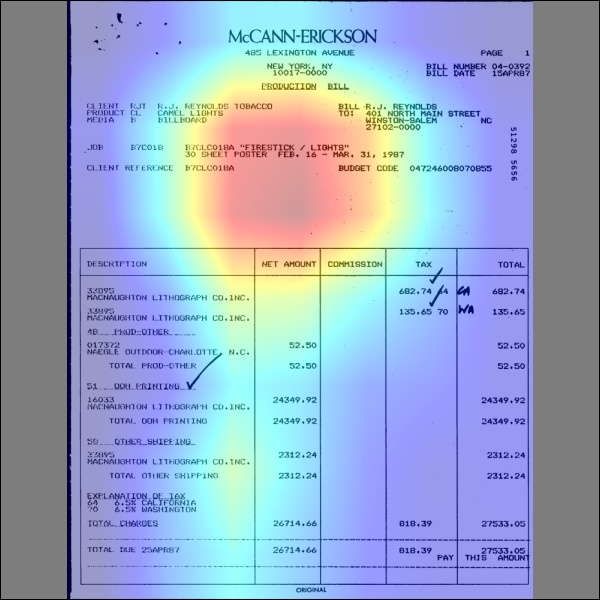 McCANN-ERICKSON
485 LEXINGTON AVENUE
PAGE 1
NEW YORK, NY
10017-0000
BILL NUMBER 04-0392
BILL DATE 15APR87
PRODUCTION BILL
CLIENT RJT R.J. REYNOLDS TOBACCO BILL R.J. REYNOLDS
PRODUCT CL CAMEL LIGHTS TO: 401 NORTH MAIN STREET
MEDIA B BILLBOARD WINSTON-SALEM NC
27102-0000
JOB B7C018 B7CLC018A "FIRESTICK / LIGHTS"
30 SHEET POSTER FEB. 16 - MAR. 31, 1987
CLIENT REFERENCE B7CLC018A BUDGET CODE 047246008070855
51298 5656
DESCRIPTION NET AMOUNT COMMISSION TAX TOTAL
33895
MACNAUGHTON LITHOGRAPH CO.INC. 682.74 64 CA 682.74
33895
MACNAUGHTON LITHOGRAPH CO.INC. 135.65 70 WA 135.65
48 PROD-OTHER
017372
NAEGLE OUTDOOR-CHARLOTTE, N.C. 52.50 52.50
TOTAL PROD-OTHER 52.50 52.50
51 OOH PRINTING
16033
MACNAUGHTON LITHOGRAPH CO.INC. 24349.92 24349.92
TOTAL OOH PRINTING 24349.92 24349.92
58 OTHER SHIPPING
33895
MACNAUGHTON LITHOGRAPH CO.INC. 2312.24 2312.24
TOTAL OTHER SHIPPING 2312.24 2312.24
EXPLANATION OF TAX
64 6.5% CALIFORNIA
70 6.5% WASHINGTON
TOTAL CHARGES 26714.66 818.39 27533.05
TOTAL DUE 25APR87 26714.66 818.39 27533.05
PAY THIS AMOUNT
ORIGINAL